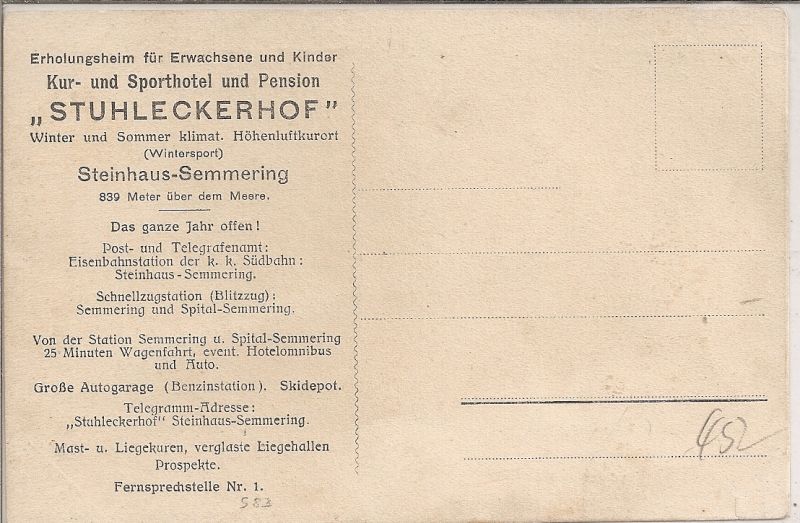 Erholungsheim für Erwachsene und Kinder
Kur- und Sporthotel und Pension
„STUHLECKERHOF”
Winter und Sommer klimat. Höhenluftkurort
(Wintersport)
Steinhaus-Semmering
839 Meter über dem Meere.
Das ganze Jahr offen!
Post- und Telegrafenamt:
Eisenbahnstation der k. k. Südbahn:
Steinhaus-Semmering.
Schnellzugstation (Blitzzug):
Semmering und Spital-Semmering.
Von der Station Semmering u. Spital-Semmering
25 Minuten Wagenfahrt, event. Hotelomnibus
und Auto.
Große Autogarage (Benzinstation). Skidepot.
Telegramm-Adresse:
„Stuhleckerhof” Steinhaus-Semmering.
Mast- u. Liegekuren, verglaste Liegehallen
Prospekte.
Fernsprechstelle Nr. 1.
583
452